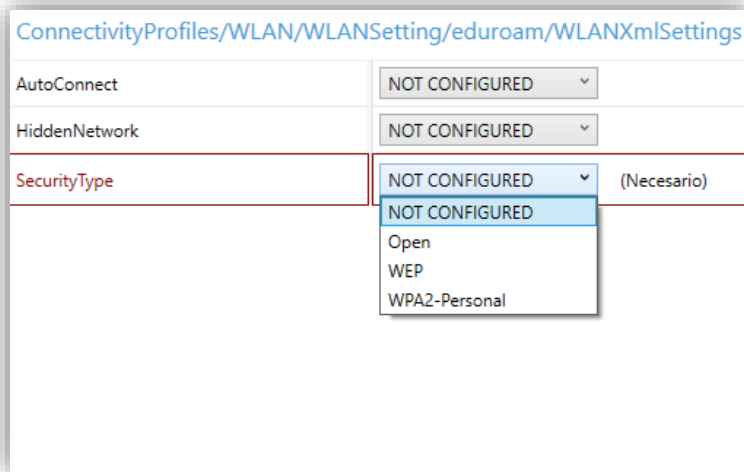 ConnectivityProfiles/WLAN/WLANSetting/eduroam/WLANXmlSettings
AutoConnect NOT CONFIGURED
HiddenNetwork NOT CONFIGURED
SecurityType NOT CONFIGURED (Necesario)
NOT CONFIGURED
Open
WEP
WPA2-Personal